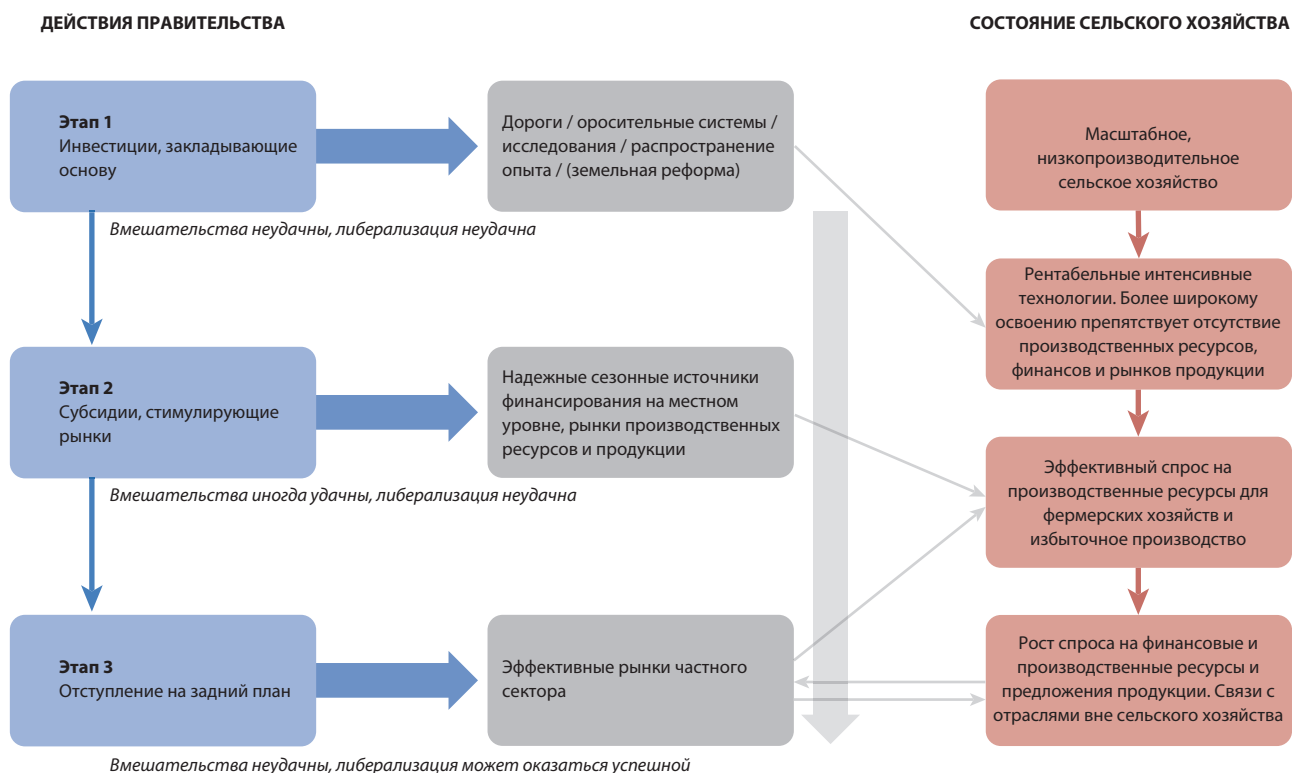 ДЕЙСТВИЯ ПРАВИТЕЛЬСТВА
СОСТОЯНИЕ СЕЛЬСКОГО ХОЗЯЙСТВА
Этап 1
Инвестиции, закладывающие
основу
Дороги / оросительные системы /
исследования / распространение
опыта / (земельная реформа)
Масштабное,
низкопроизводительное
сельское хозяйство
Вмешательства неудачны, либерализация неудачна
Рентабельные интенсивные
технологии. Более широкому
освоению препятствует отсутствие
производственных ресурсов,
финансов и рынков продукции
Этап 2
Субсидии, стимулирующие
рынки
Надежные сезонные источники
финансирования на местном
уровне, рынки производственных
ресурсов и продукции
Вмешательства иногда удачны, либерализация неудачна
Эффективный спрос на
производственные ресурсы для
фермерских хозяйств и
избыточное производство
Этап 3
Отступление на задний план
Эффективные рынки частного
сектора
Рост спроса на финансовые и
производственные ресурсы и
предложения продукции. Связи с
отраслями вне сельского хозяйства
Вмешательства неудачны, либерализация может оказаться успешной